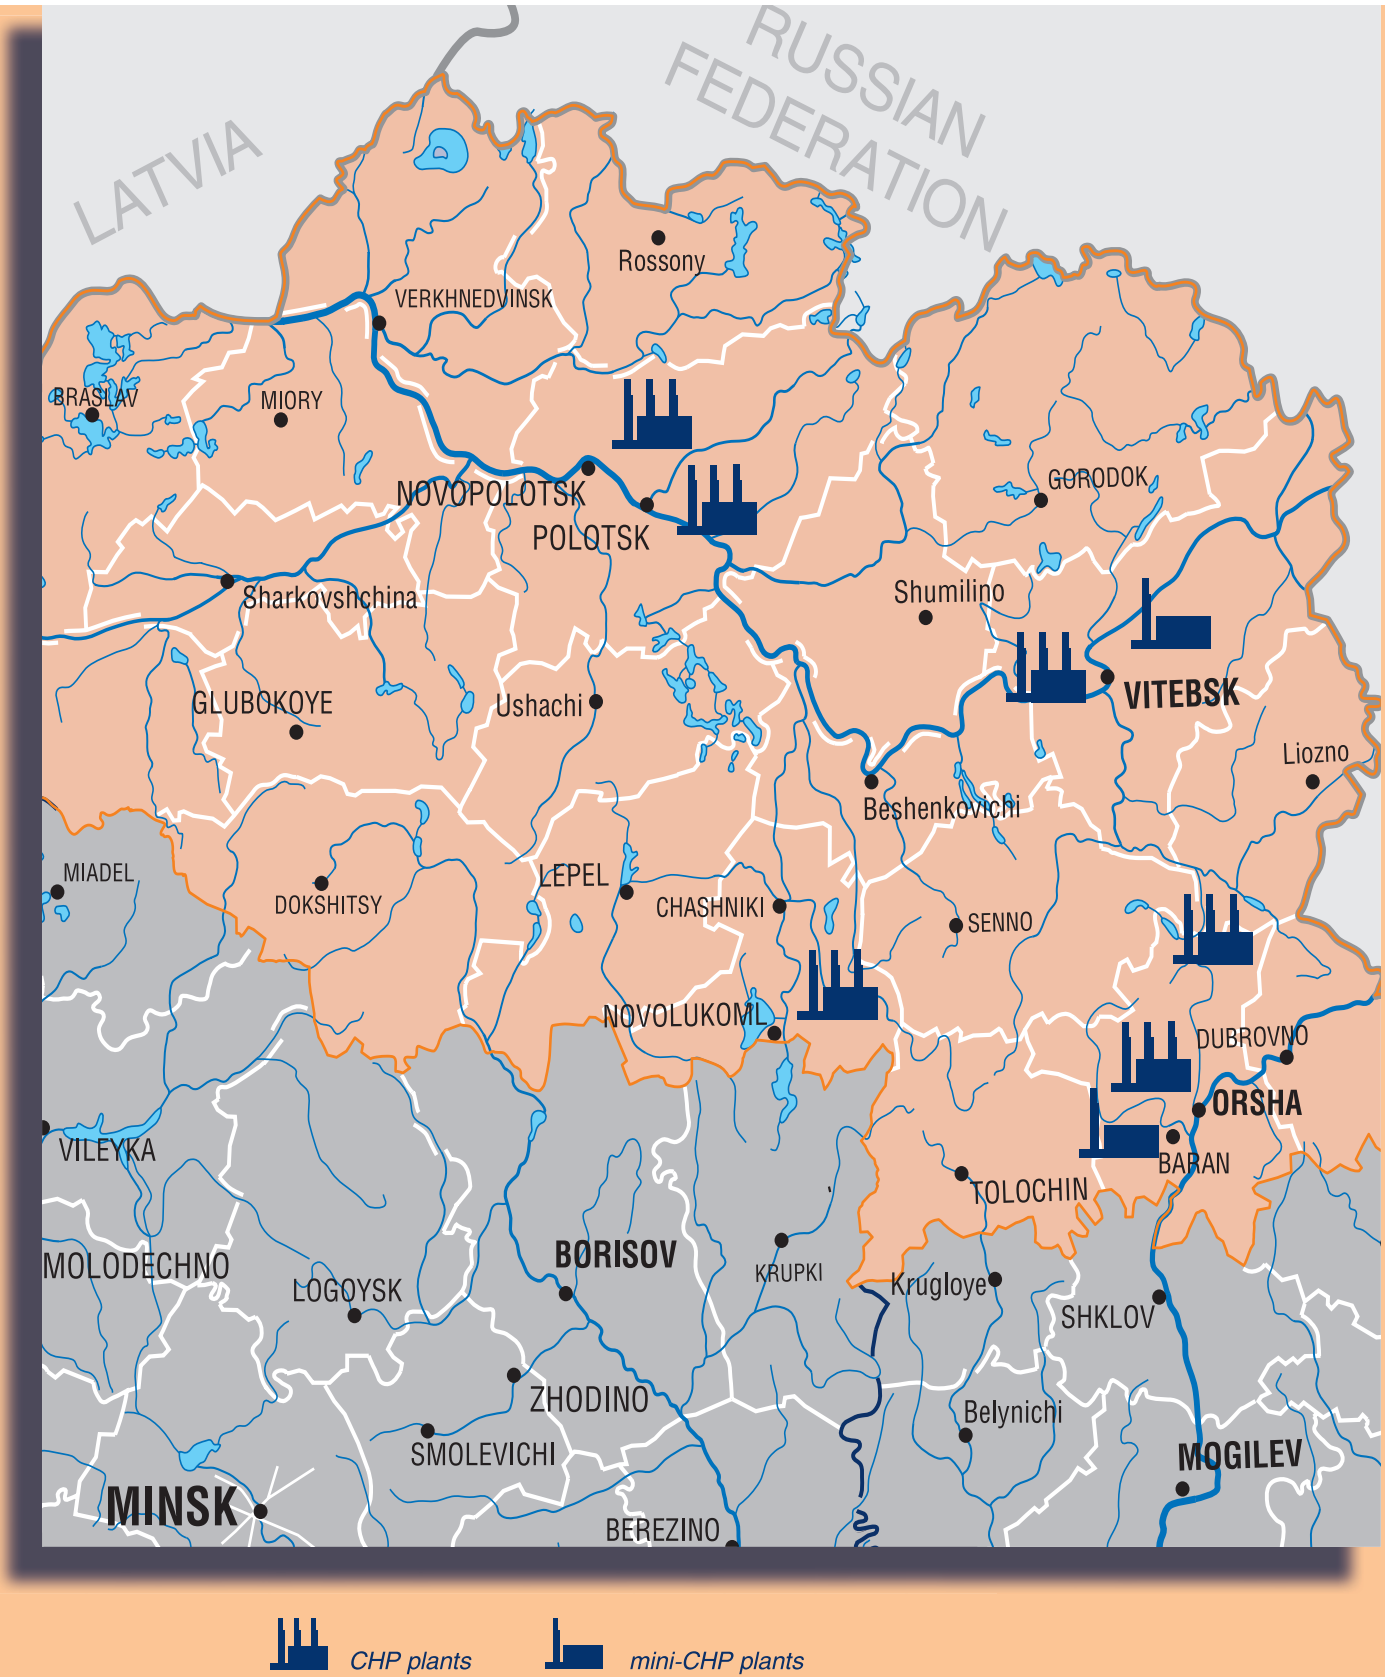 RUSSIAN
FEDERATION
LATVIA
Rossony
VERKHNEDVINSK
BRASLAV
MIORY
GORODOK
NOVOPOLOTSK
POLOTSK
Sharkovshchina
Shumilino
GLUBOKOYE
Ushachi
VITEBSK
Liozno
Beshenkovichi
MIADEL
LEPEL
DOKSHITSY
CHASHNIKI
SENNO
NOVOLUKOML
DUBROVNO
ORSHA
VILEYKA
BARAN
TOLOCHIN
MOLODECHNO
BORISOV
KRUPKI
LOGOYSK
Krugloye
SHKLOV
ZHODINO
Belynichi
SMOLEVICHI
MOGILEV
MINSK
BEREZINO
CHP plants
mini-CHP plants